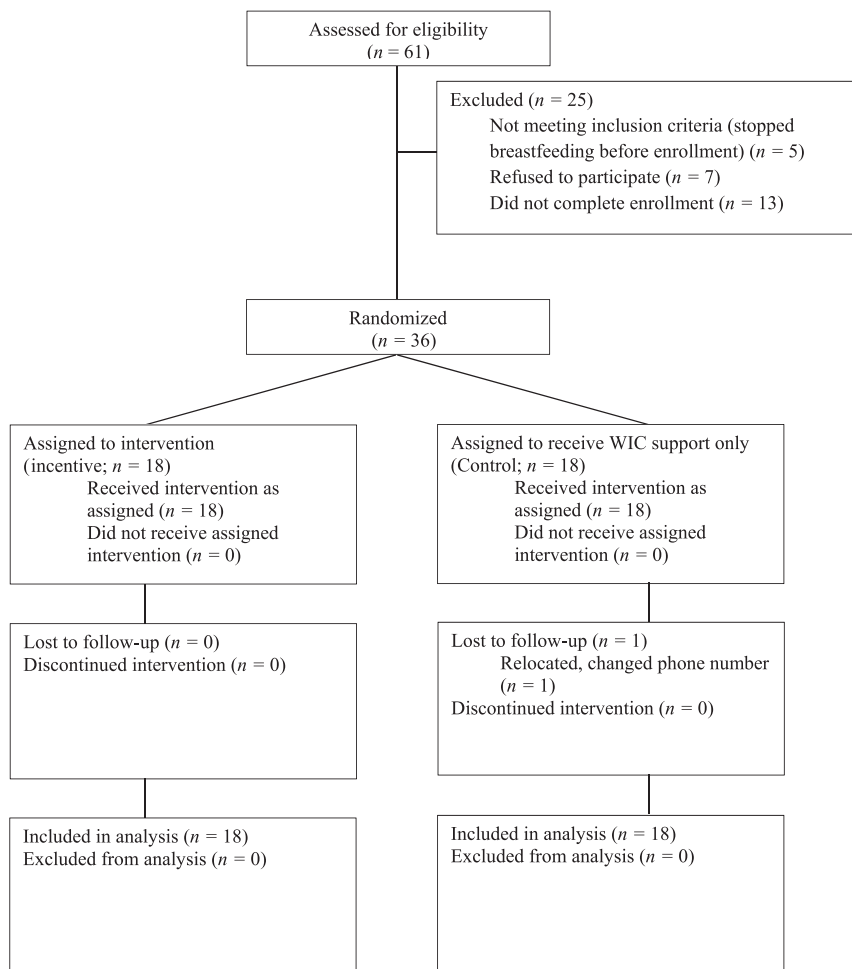 Assessed for eligibility
(n = 61)
Excluded (n = 25)
Not meeting inclusion criteria (stopped
breastfeeding before enrollment) (n = 5)
Refused to participate (n = 7)
Did not complete enrollment (n = 13)
Randomized
(n = 36)
Assigned to intervention
(incentive; n = 18)
Received intervention as
assigned (n = 18)
Did not receive assigned
intervention (n = 0)
Assigned to receive WIC support only
(Control; n = 18)
Received intervention as
assigned (n = 18)
Did not receive assigned
intervention (n = 0)
Lost to follow-up (n = 0)
Discontinued intervention (n = 0)
Lost to follow-up (n = 1)
Relocated, changed phone number
(n = 1)
Discontinued intervention (n = 0)
Included in analysis (n = 18)
Excluded from analysis (n = 0)
Included in analysis (n = 18)
Excluded from analysis (n = 0)